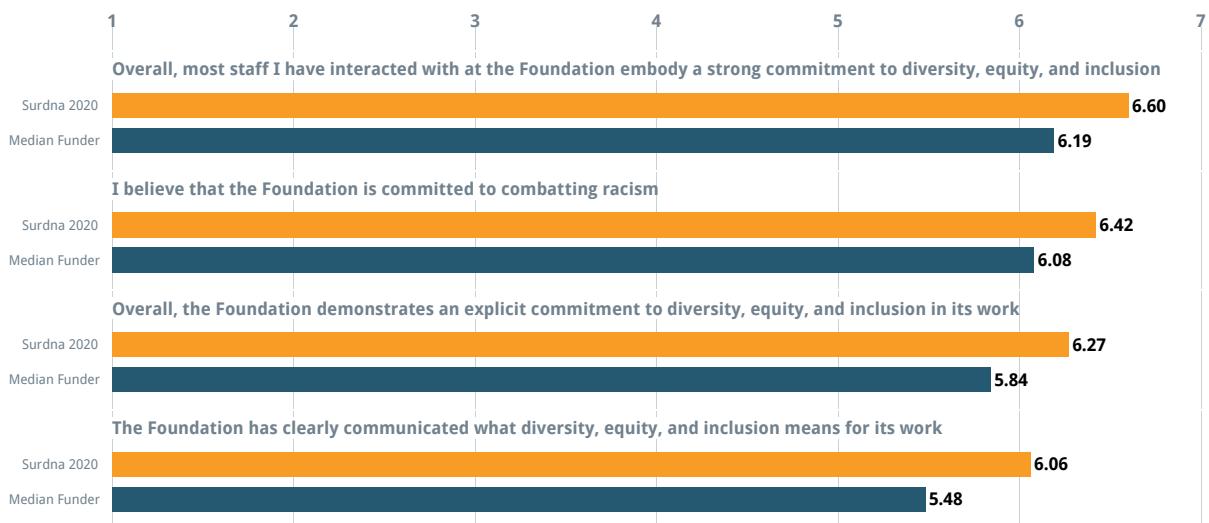 1 2 3 4 5 6 7
Overall, most staff I have interacted with at the Foundation embody a strong commitment to diversity, equity, and inclusion
Surdna 2020 6.60
Median Funder 6.19
I believe that the Foundation is committed to combatting racism
Surdna 2020 6.42
Median Funder 6.08
Overall, the Foundation demonstrates an explicit commitment to diversity, equity, and inclusion in its work
Surdna 2020 6.27
Median Funder 5.84
The Foundation has clearly communicated what diversity, equity, and inclusion means for its work
Surdna 2020 6.06
Median Funder 5.48